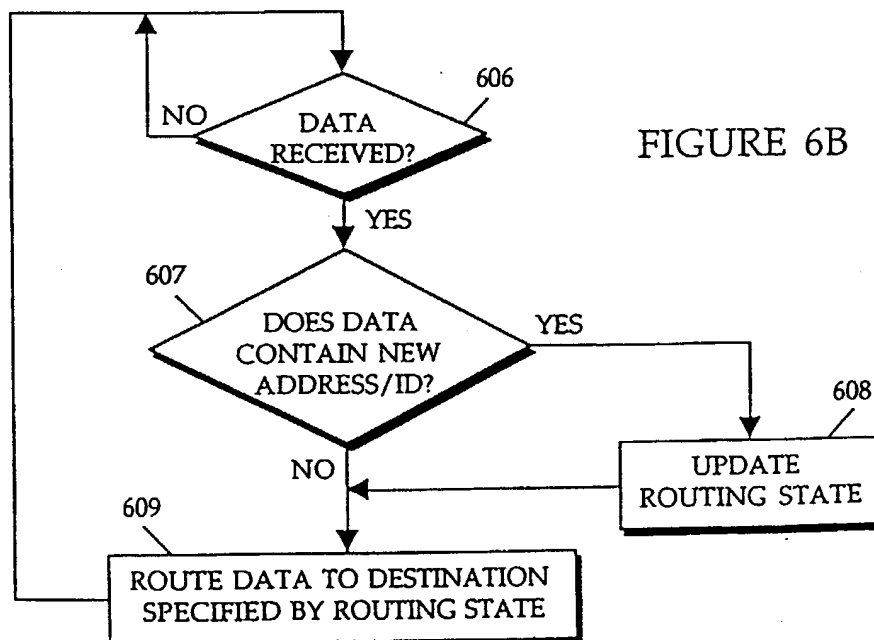 606
NO
DATA
RECEIVED?
FIGURE 6B
YES
607
DOES DATA
CONTAIN NEW
ADDRESS/ID?
YES
608
NO
UPDATE
ROUTING STATE
609
ROUTE DATA TO DESTINATION
SPECIFIED BY ROUTING STATE